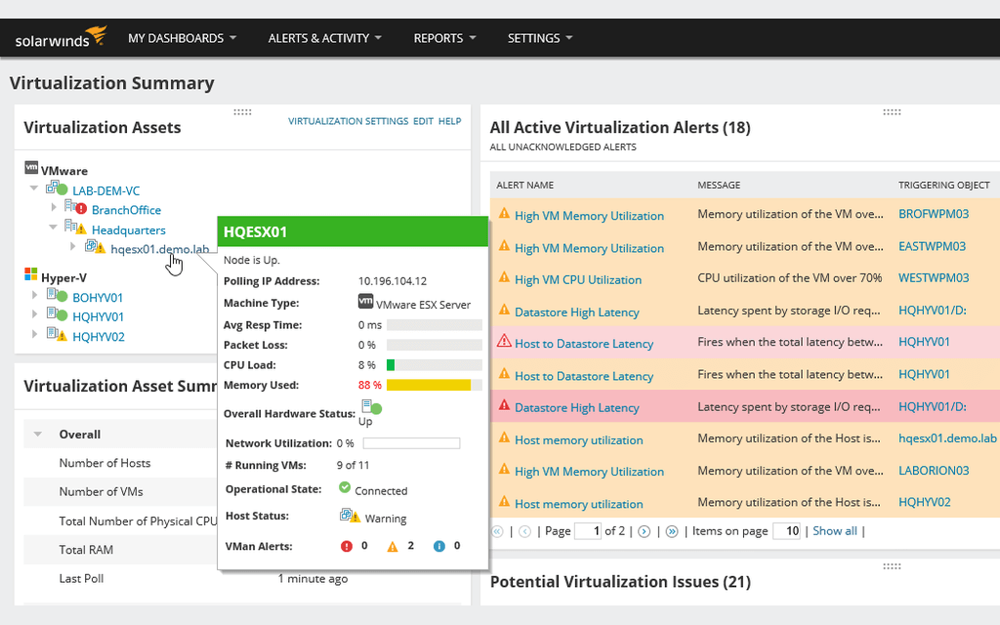 solarwinds MY DASHBOARDS ALERTS & ACTIVITY REPORTS SETTINGS
Virtualization Summary
Virtualization Assets VIRTUALIZATION SETTINGS EDIT HELP
vm VMware
LAB-DEM-VC
BranchOffice
Headquarters
hqesx01.demo.lab
Hyper-V
BOHYV01
HQHYV01
HQHYV02
HQESX01
Node is Up.
Polling IP Address: 10.196.104.12
Machine Type: vm VMware ESX Server
Avg Resp Time: 0 ms
Packet Loss: 0 %
CPU Load: 8 %
Memory Used: 88 %
Overall Hardware Status: Up
Network Utilization: 0 %
# Running VMs: 9 of 11
Operational State: Connected
Host Status: Warning
VMan Alerts: 0 2 0
Virtualization Asset Summ
Overall
Number of Hosts
Number of VMs
Total Number of Physical CPU
Total RAM
Last Poll 1 minute ago
All Active Virtualization Alerts (18)
ALL UNACKNOWLEDGED ALERTS
ALERT NAME MESSAGE TRIGGERING OBJECT
High VM Memory Utilization Memory utilization of the VM ove... BROFWPM03
High VM Memory Utilization Memory utilization of the VM ove... EASTWPM03
High VM CPU Utilization CPU utilization of the VM over 70% WESTWPM03
Datastore High Latency Latency spent by storage I/O req... HQHYV01/D:
Host to Datastore Latency Fires when the total latency betw... HQHYV01
Host to Datastore Latency Fires when the total latency betw... HQHYV01
Datastore High Latency Latency spent by storage I/O req... HQHYV01/D:
Host memory utilization Memory utilization of the Host is... hqesx01.demo.lab
High VM Memory Utilization Memory utilization of the VM ove... LABORION03
Host memory utilization Memory utilization of the Host is... HQHYV02
| Page 1 of 2 | Items on page 10 | Show all |
Potential Virtualization Issues (21)